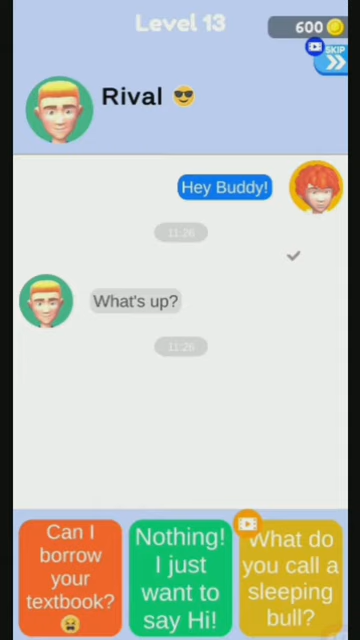 Level 13
600
SKIP
Rival 😎
Hey Buddy!
11:26
What's up?
11:26
Can I
borrow
your
textbook?
😫
Nothing!
I just
want to
say Hi!
What do
you call a
sleeping
bull?